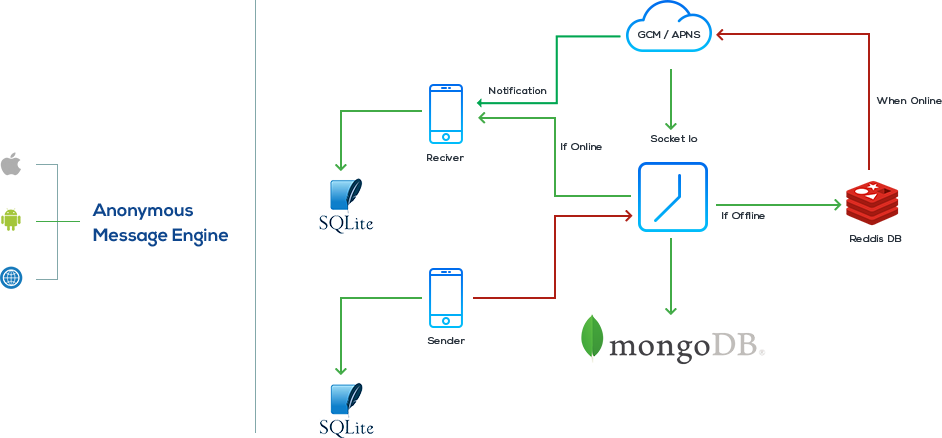 Anonymous
Message Engine
GCM / APNS
Notification
When Online
Reciver
If Online
Socket Io
SQLite
If Offline
Reddis DB
Sender
mongoDB®
SQLite